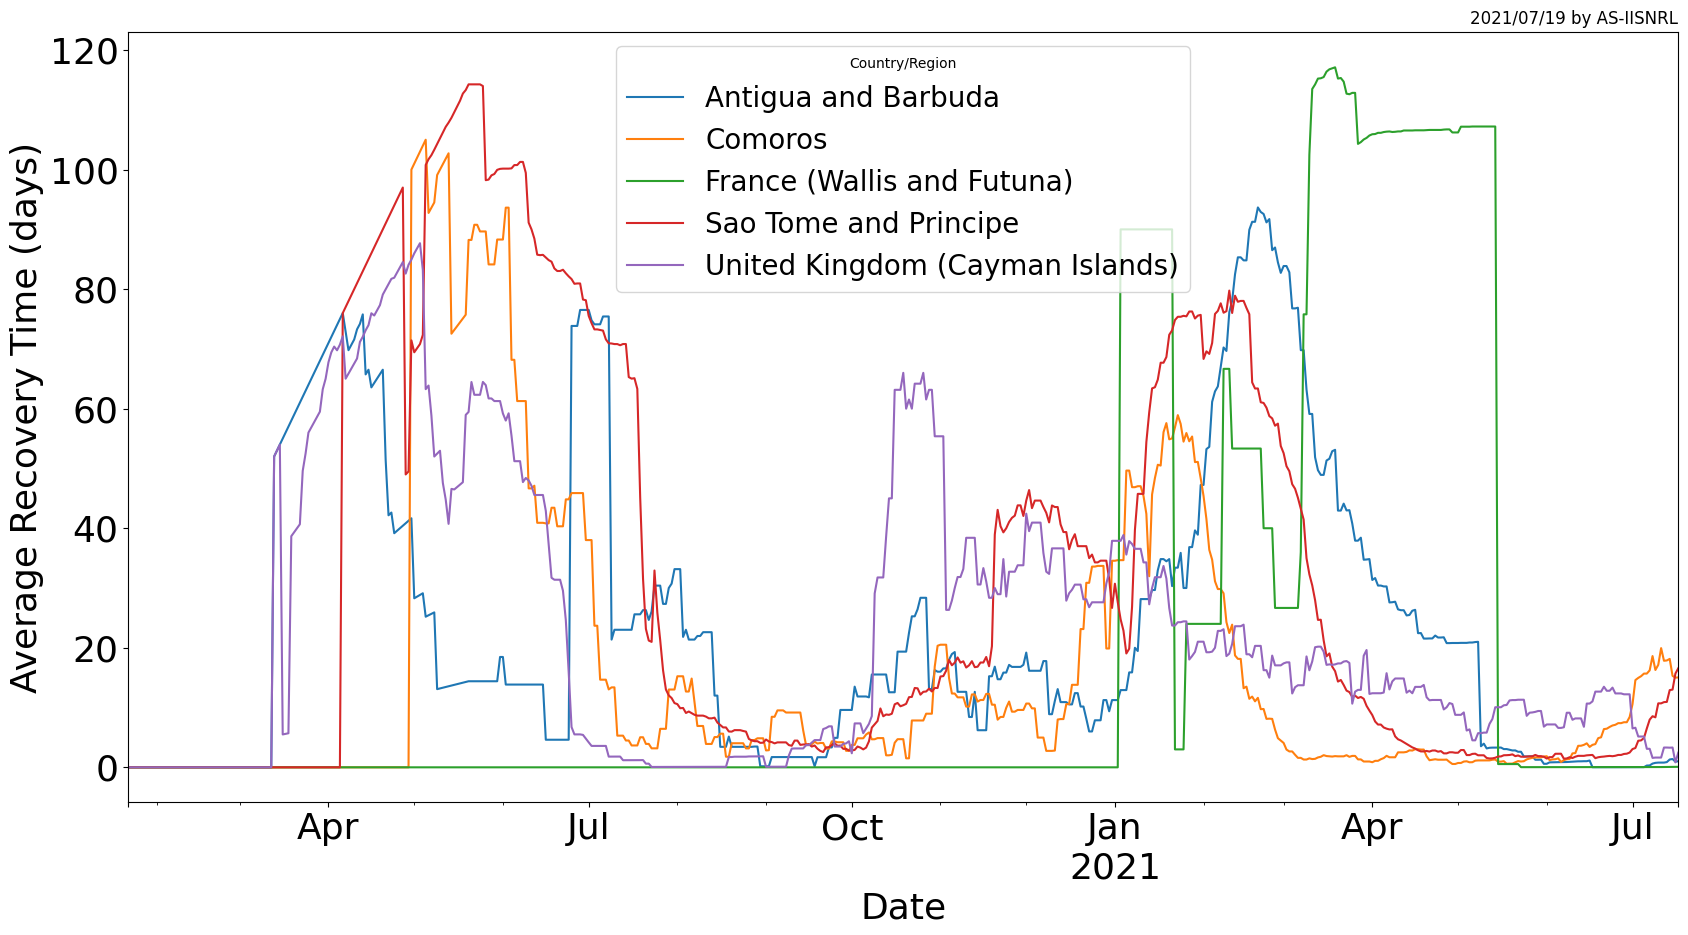 2021/07/19 by AS-IISNRL
120
100
80
60
40
20
0
Average Recovery Time (days)
Country/Region
Antigua and Barbuda
Comoros
France (Wallis and Futuna)
Sao Tome and Principe
United Kingdom (Cayman Islands)
Apr
Jul
Oct
Jan
2021
Apr
Jul
Date